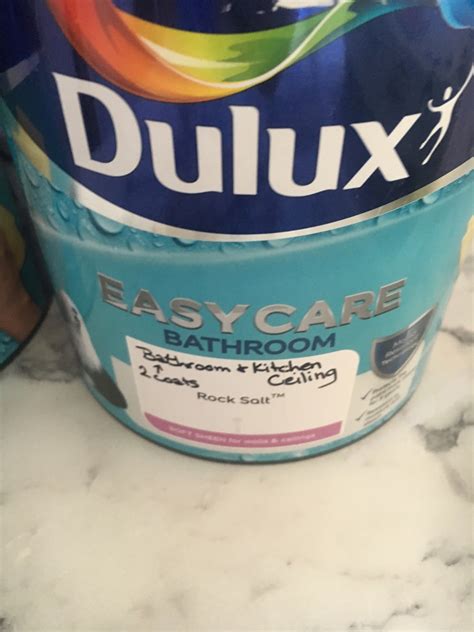 Dulux
EASYCARE
BATHROOM
Bathroom & Kitchen
↑ Ceiling
2 Coats
Rock Salt™
SOFT SHEEN for walls & ceilings